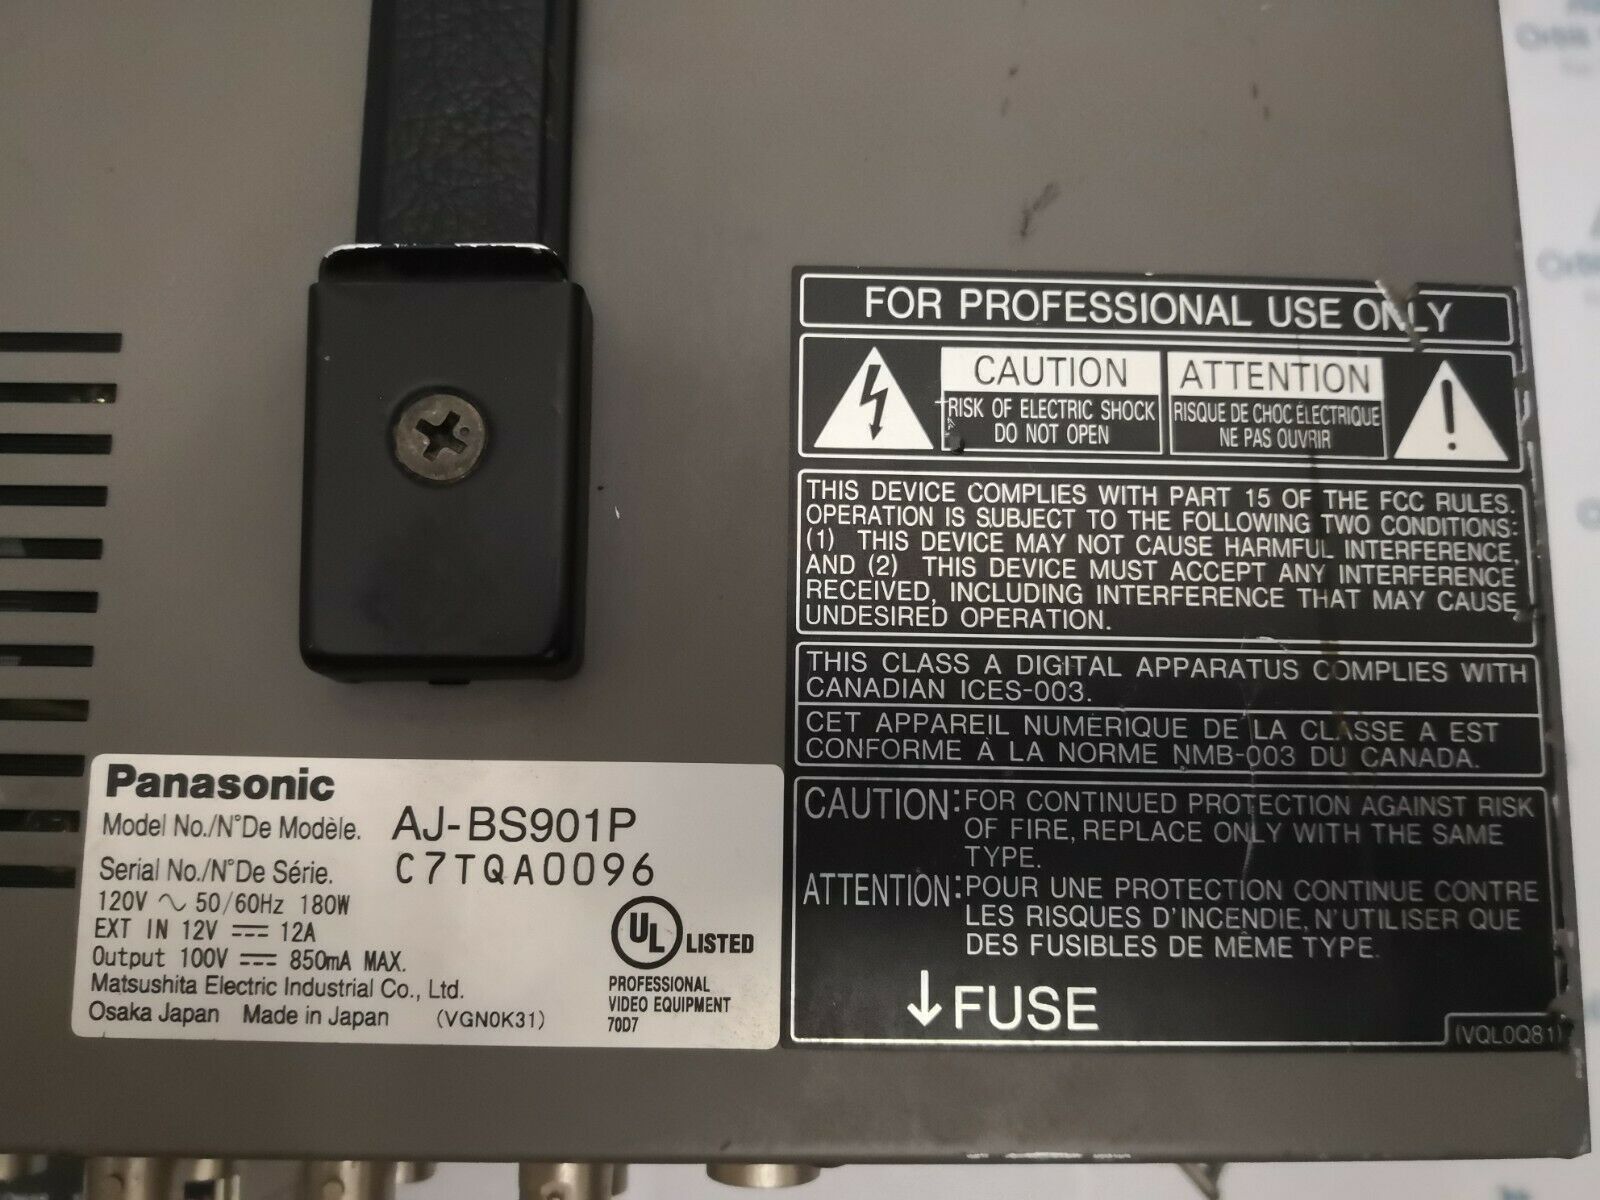 FOR PROFESSIONAL USE ONLY
CAUTION
RISK OF ELECTRIC SHOCK
DO NOT OPEN
ATTENTION
RISQUE DE CHOC ÉLECTRIQUE
NE PAS OUVRIR
THIS DEVICE COMPLIES WITH PART 15 OF THE FCC RULES.
OPERATION IS SUBJECT TO THE FOLLOWING TWO CONDITIONS:
(1) THIS DEVICE MAY NOT CAUSE HARMFUL INTERFERENCE,
AND (2) THIS DEVICE MUST ACCEPT ANY INTERFERENCE
RECEIVED, INCLUDING INTERFERENCE THAT MAY CAUSE
UNDESIRED OPERATION.
THIS CLASS A DIGITAL APPARATUS COMPLIES WITH
CANADIAN ICES-003.
CET APPAREIL NUMÉRIQUE DE LA CLASSE A EST
CONFORME À LA NORME NMB-003 DU CANADA.
CAUTION: FOR CONTINUED PROTECTION AGAINST RISK
OF FIRE, REPLACE ONLY WITH THE SAME
TYPE.
ATTENTION: POUR UNE PROTECTION CONTINUE CONTRE
LES RISQUES D'INCENDIE, N'UTILISER QUE
DES FUSIBLES DE MÊME TYPE.
↓FUSE
(VQL0Q81)
Panasonic
Model No./N°De Modèle. AJ-BS901P
Serial No./N°De Série. C7TQA0096
120V ∿ 50/60Hz 180W
EXT IN 12V ⎓ 12A
Output 100V ⎓ 850mA MAX.
Matsushita Electric Industrial Co., Ltd.
Osaka Japan Made in Japan (VGN0K31)
UL LISTED
PROFESSIONAL
VIDEO EQUIPMENT
70D7